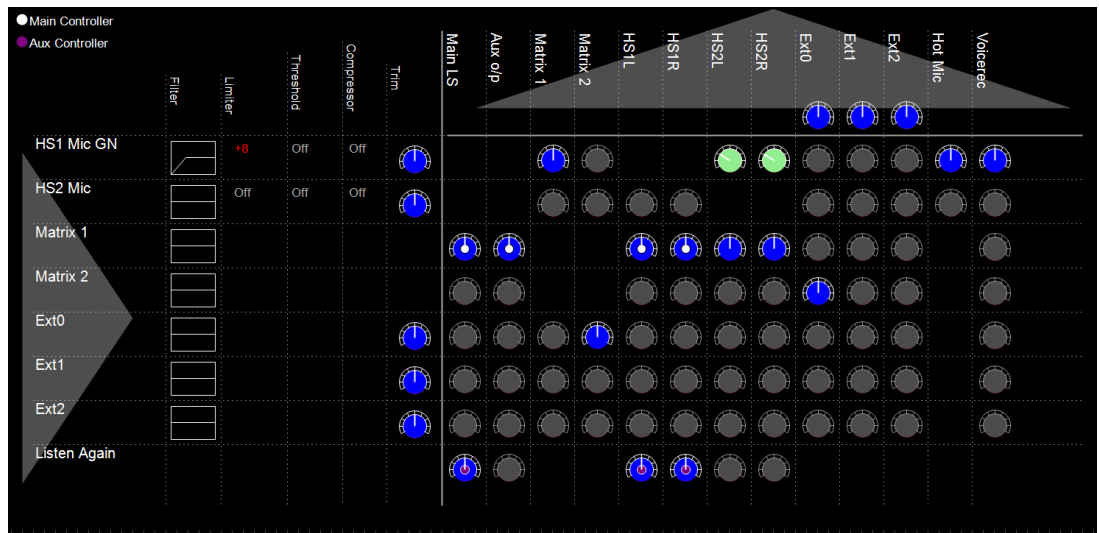 Main Controller
Aux Controller
Filter
Limiter
Threshold
Compressor
Trim
Main LS
Aux o/p
Matrix 1
Matrix 2
HS1L
HS1R
HS2L
HS2R
Ext0
Ext1
Ext2
Hot Mic
Voicerec
HS1 Mic GN
+8
Off
Off
HS2 Mic
Off
Off
Off
Matrix 1
Matrix 2
Ext0
Ext1
Ext2
Listen Again